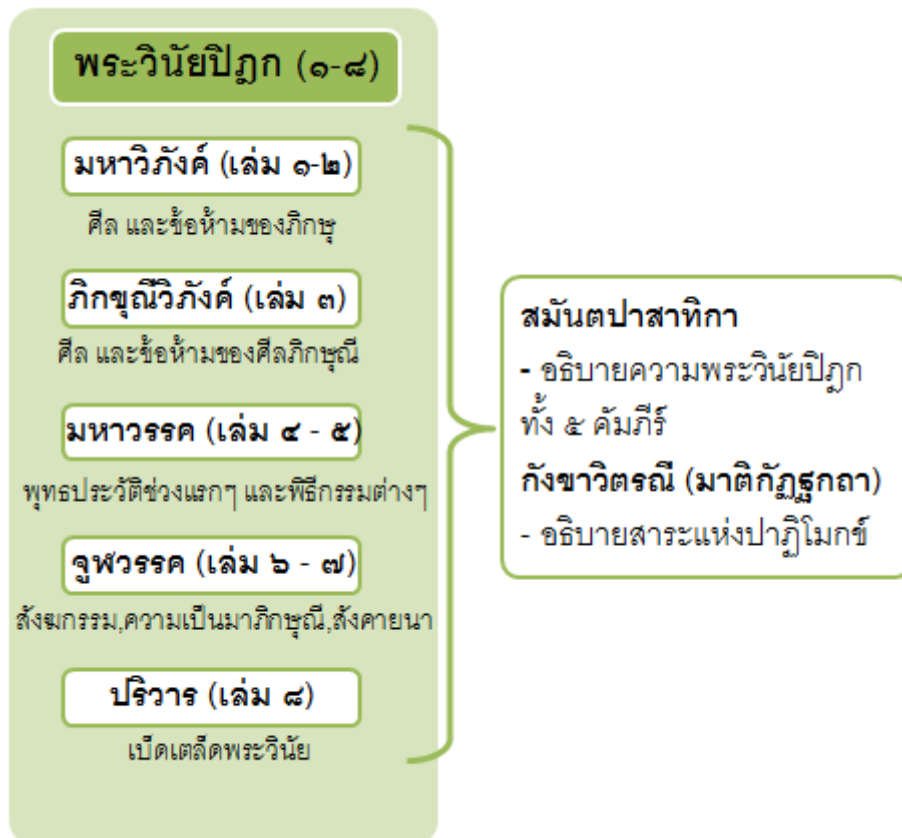 พระวินัยปิฎก (๑-๘)
มหาวิภังค์ (เล่ม ๑-๒)
ศีล และข้อห้ามของภิกษุ
ภิกขุณีวิภังค์ (เล่ม ๓)
ศีล และข้อห้ามของศีลภิกษุณี
มหาวรรค (เล่ม ๔ - ๕)
พุทธประวัติช่วงแรกๆ และพิธีกรรมต่างๆ
จูฬวรรค (เล่ม ๖ - ๗)
สังฆกรรม,ความเป็นมาภิกษุณี,สังคายนา
ปริวาร (เล่ม ๘)
เบ็ดเตล็ดพระวินัย
สมันตปาสาทิกา
- อธิบายความพระวินัยปิฎก
ทั้ง ๕ คัมภีร์
กังขาวิตรณี (มาติกัฏฐกถา)
- อธิบายสาระแห่งปาฏิโมกข์